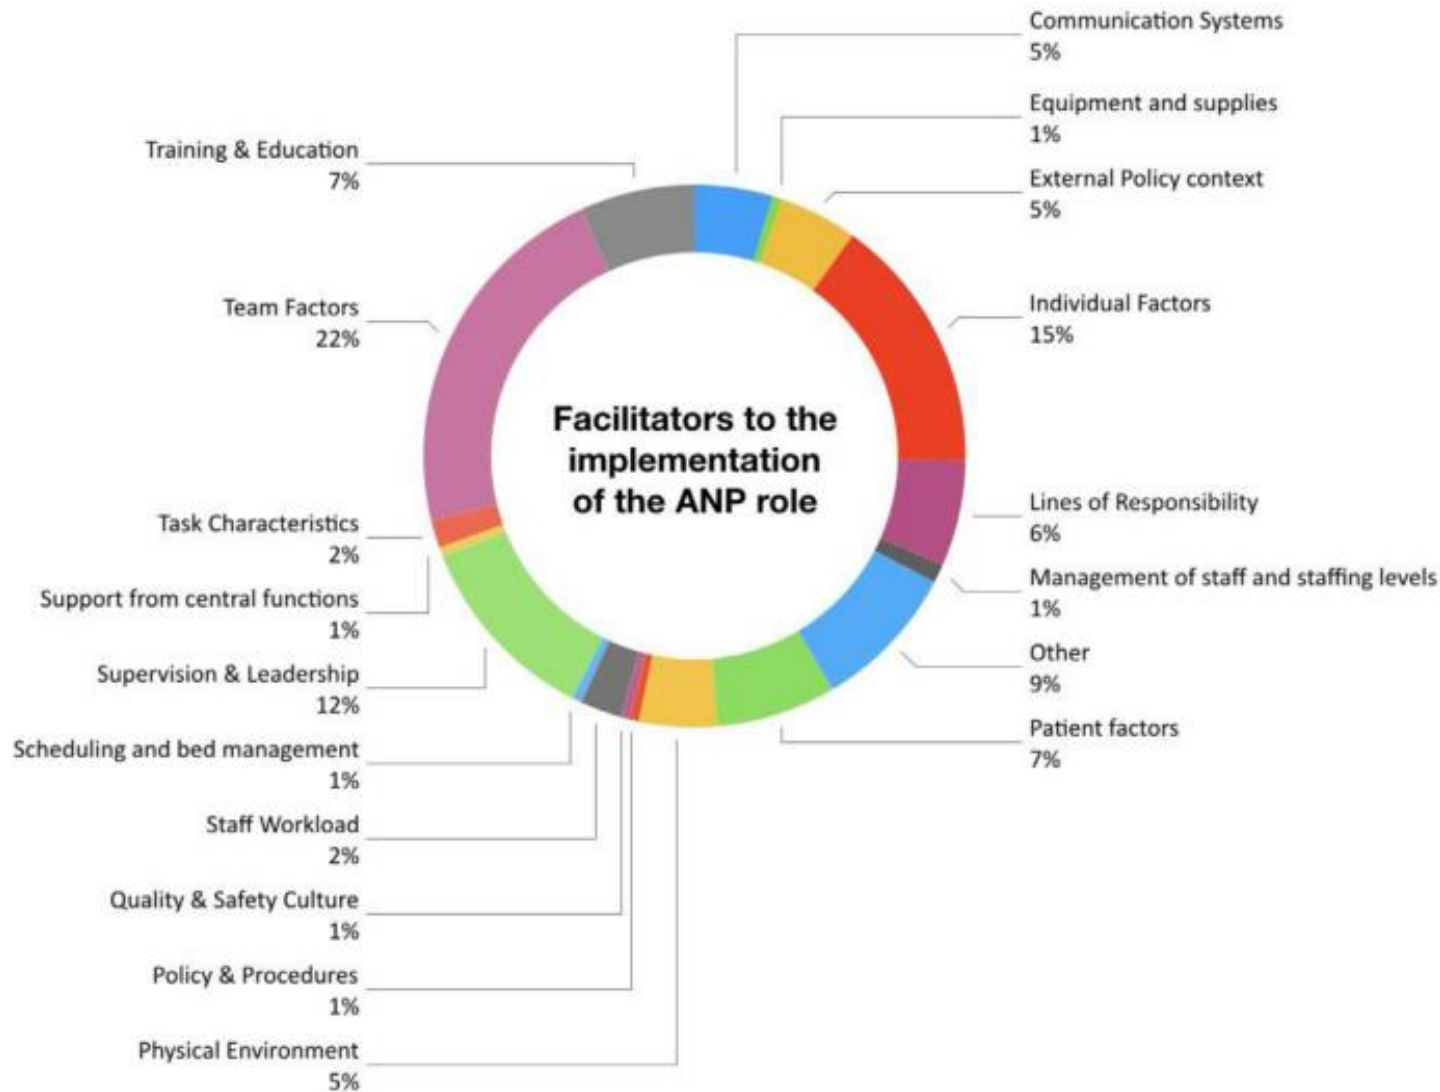 Communication Systems
5%
Equipment and supplies
1%
External Policy context
5%
Individual Factors
15%
Lines of Responsibility
6%
Management of staff and staffing levels
1%
Other
9%
Patient factors
7%
Training & Education
7%
Team Factors
22%
Task Characteristics
2%
Support from central functions
1%
Supervision & Leadership
12%
Scheduling and bed management
1%
Staff Workload
2%
Quality & Safety Culture
1%
Policy & Procedures
1%
Physical Environment
5%
Facilitators to the
implementation
of the ANP role